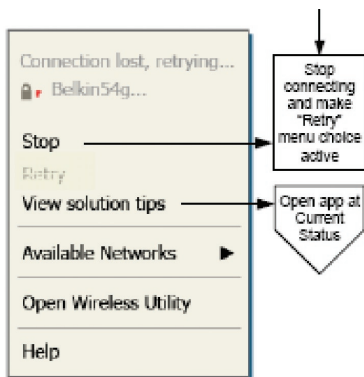 Connection lost, retrying...
Belkin54g...
Stop
Retry
View solution tips
Available Networks
Open Wireless Utility
Help
Stop
connecting
and make
"Retry"
menu choice
active
Open app at
Current
Status